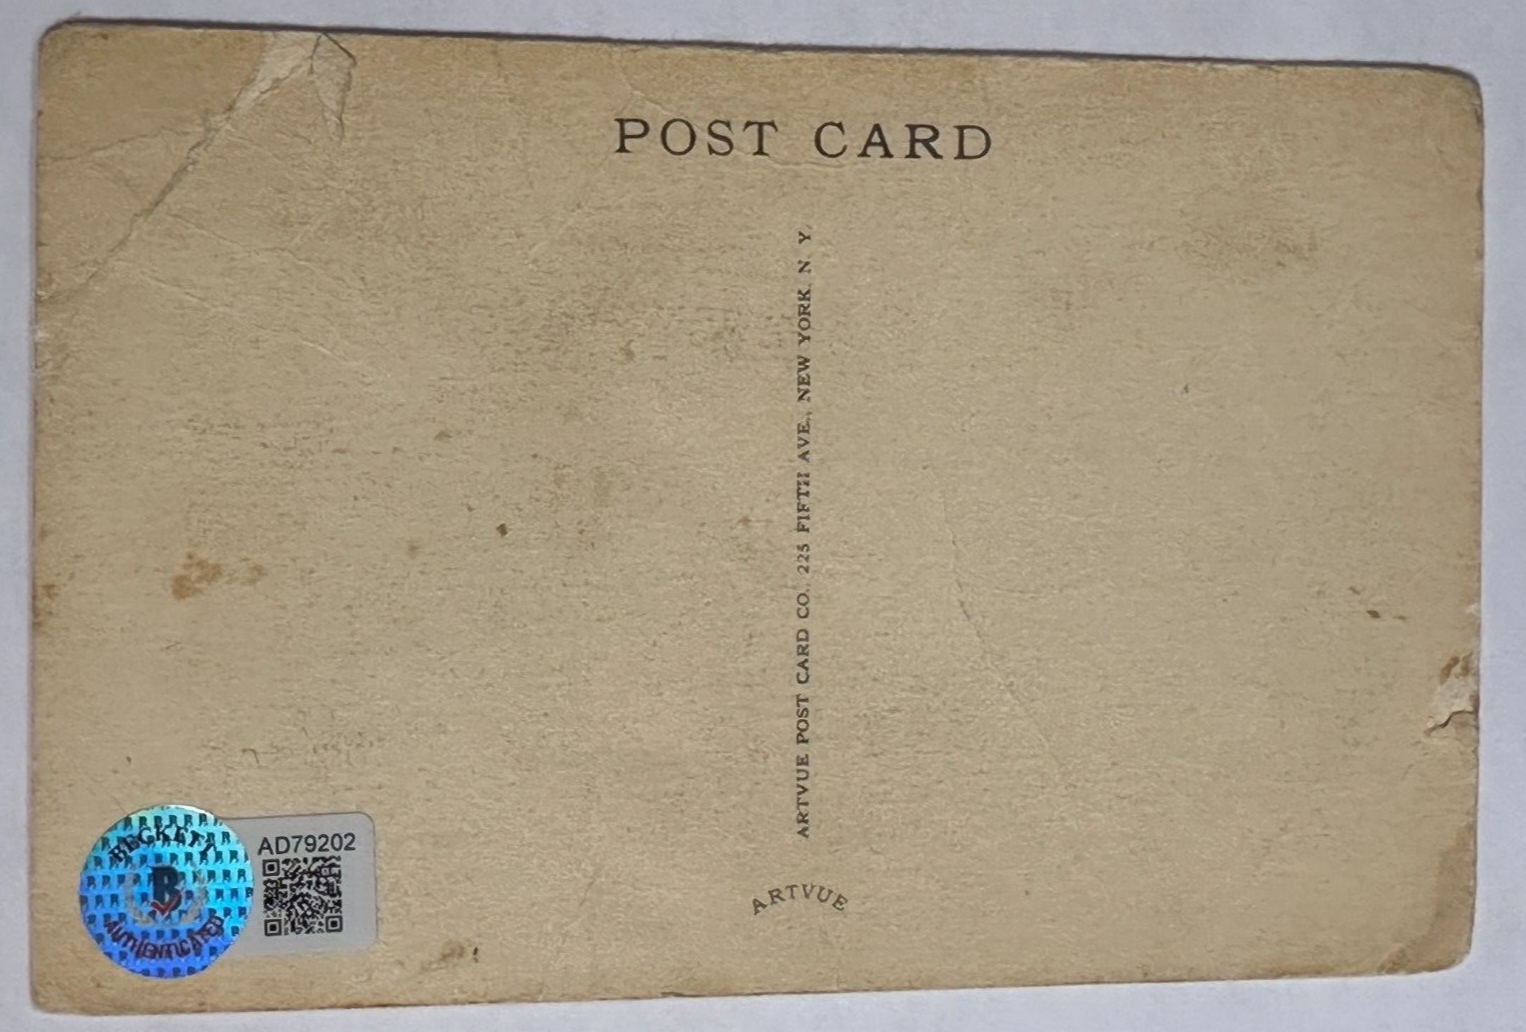 POST CARD
ARTVUE POST CARD CO., 225 FIFTH AVE., NEW YORK, N. Y.
ARTVUE
BECKETT
B
AUTHENTICATED
AD79202